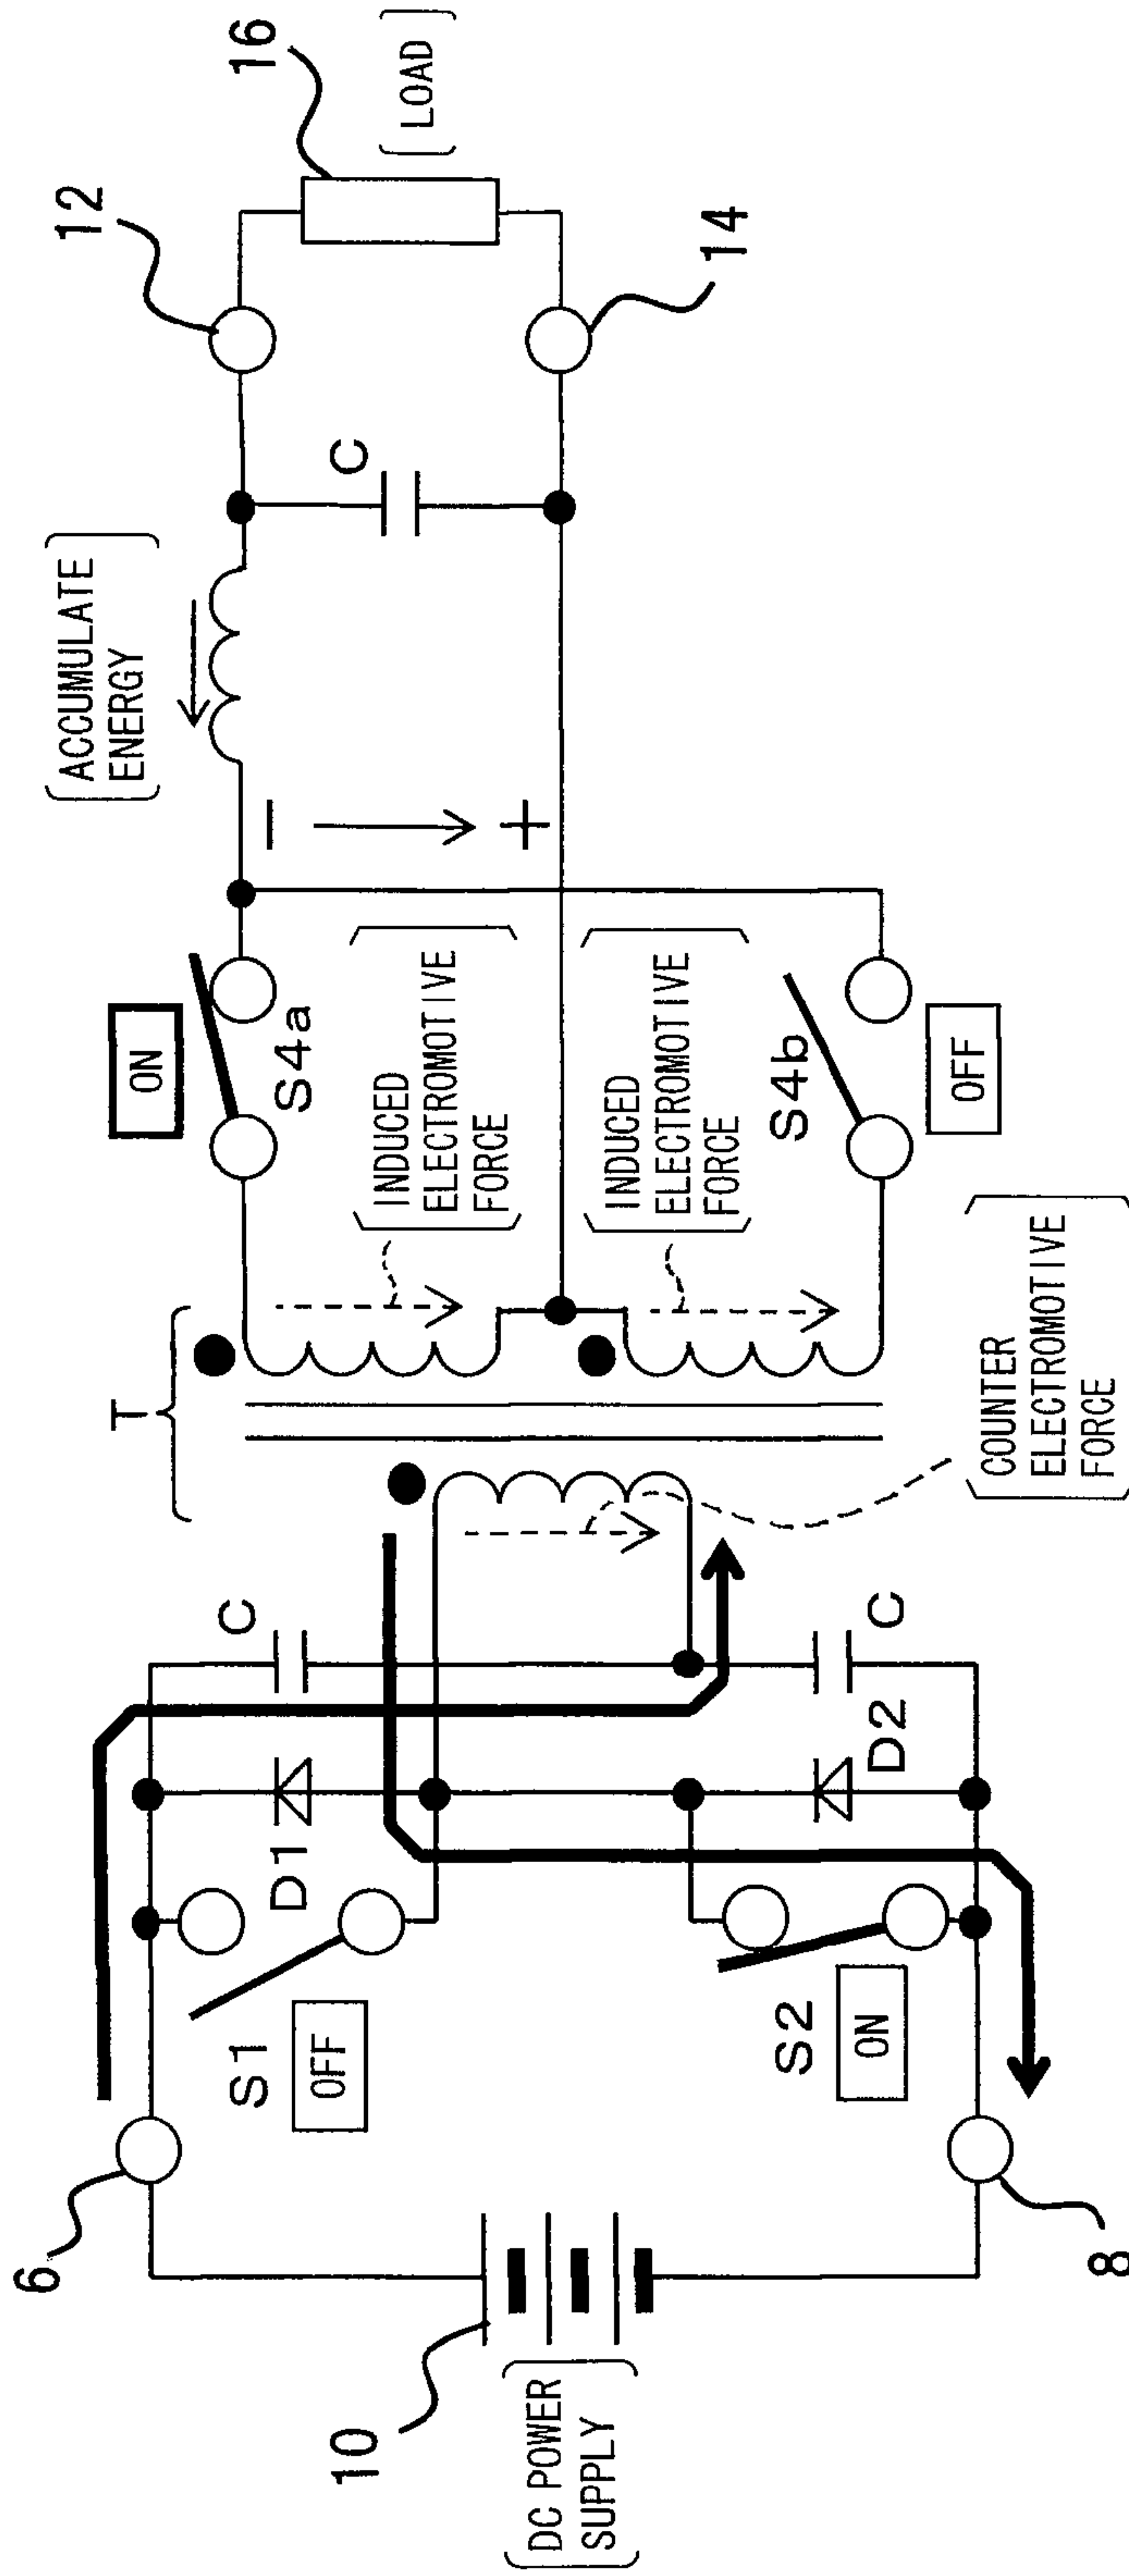 6
10
DC POWER
SUPPLY
8
S1
OFF
S2
ON
D1
D2
C
C
T
COUNTER
ELECTROMOTIVE
FORCE
ON
S4a
INDUCED
ELECTROMOTIVE
FORCE
INDUCED
ELECTROMOTIVE
FORCE
S4b
OFF
−
+
ACCUMULATE
ENERGY
C
12
14
16
LOAD